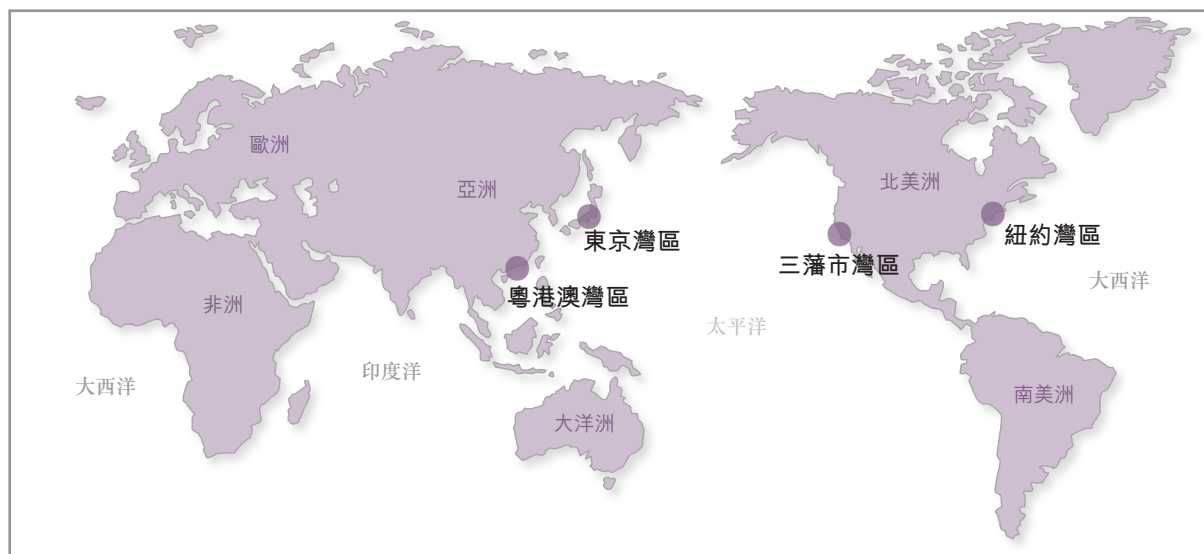 歐洲
亞洲
北美洲
東京灣區
紐約灣區
三藩市灣區
大西洋
粵港澳灣區
非洲
太平洋
印度洋
大西洋
南美洲
大洋洲